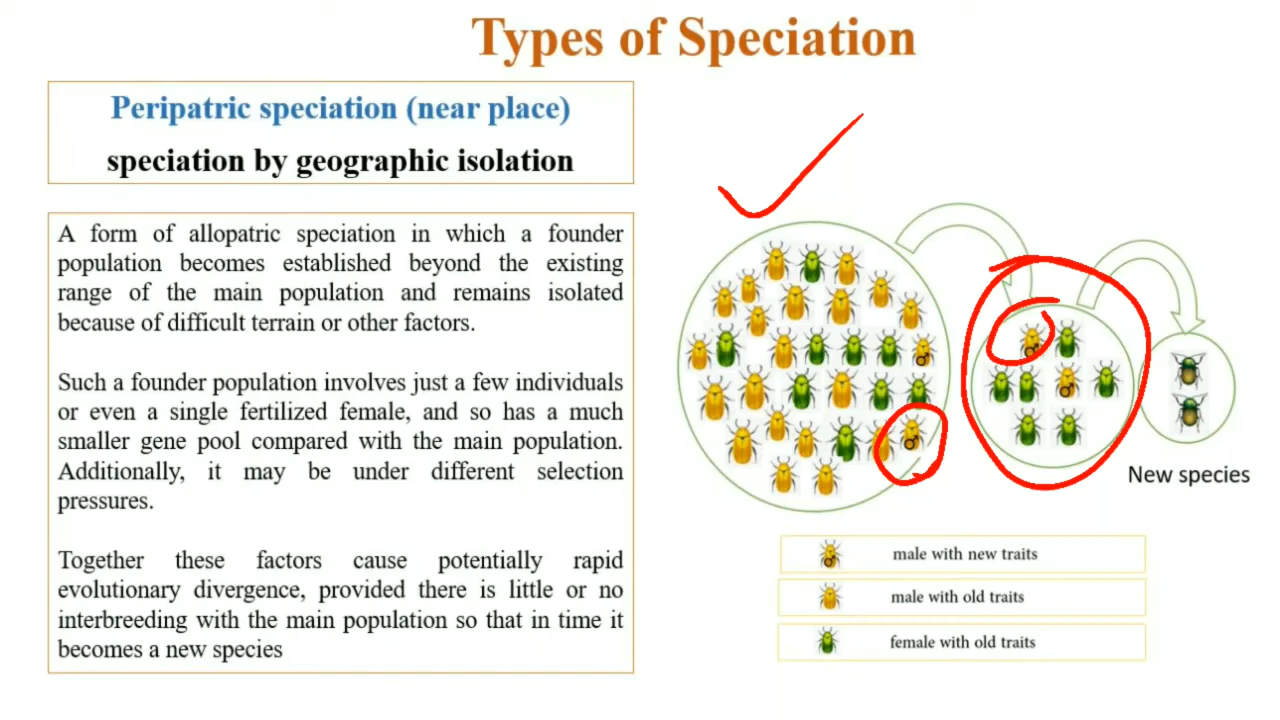 Types of Speciation
Peripatric speciation (near place)
speciation by geographic isolation
A form of allopatric speciation in which a founder
population becomes established beyond the existing
range of the main population and remains isolated
because of difficult terrain or other factors.
Such a founder population involves just a few individuals
or even a single fertilized female, and so has a much
smaller gene pool compared with the main population.
Additionally, it may be under different selection
pressures.
Together these factors cause potentially rapid
evolutionary divergence, provided there is little or no
interbreeding with the main population so that in time it
becomes a new species
New species
male with new traits
male with old traits
female with old traits